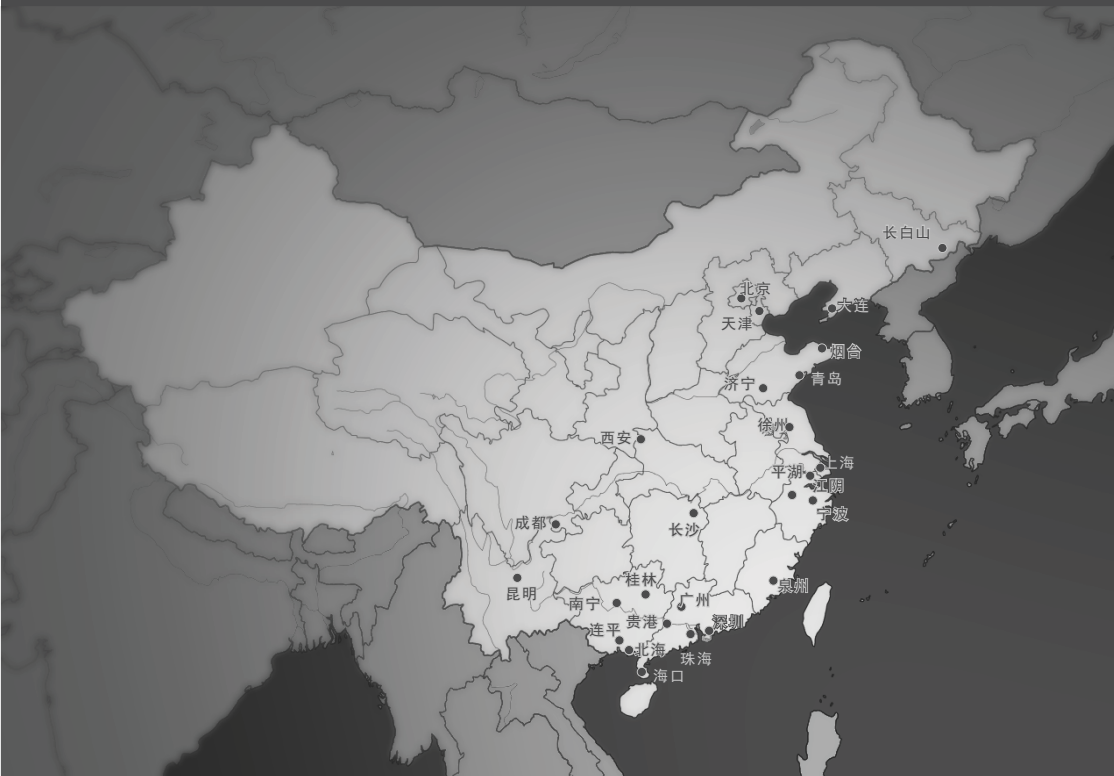 长白山
北京
大连
天津
烟台
青岛
济宁
徐州
西安
上海
平湖
江阴
宁波
成都
长沙
桂林
泉州
昆明
南宁
广州
贵港
深圳
连平
北海
珠海
海口